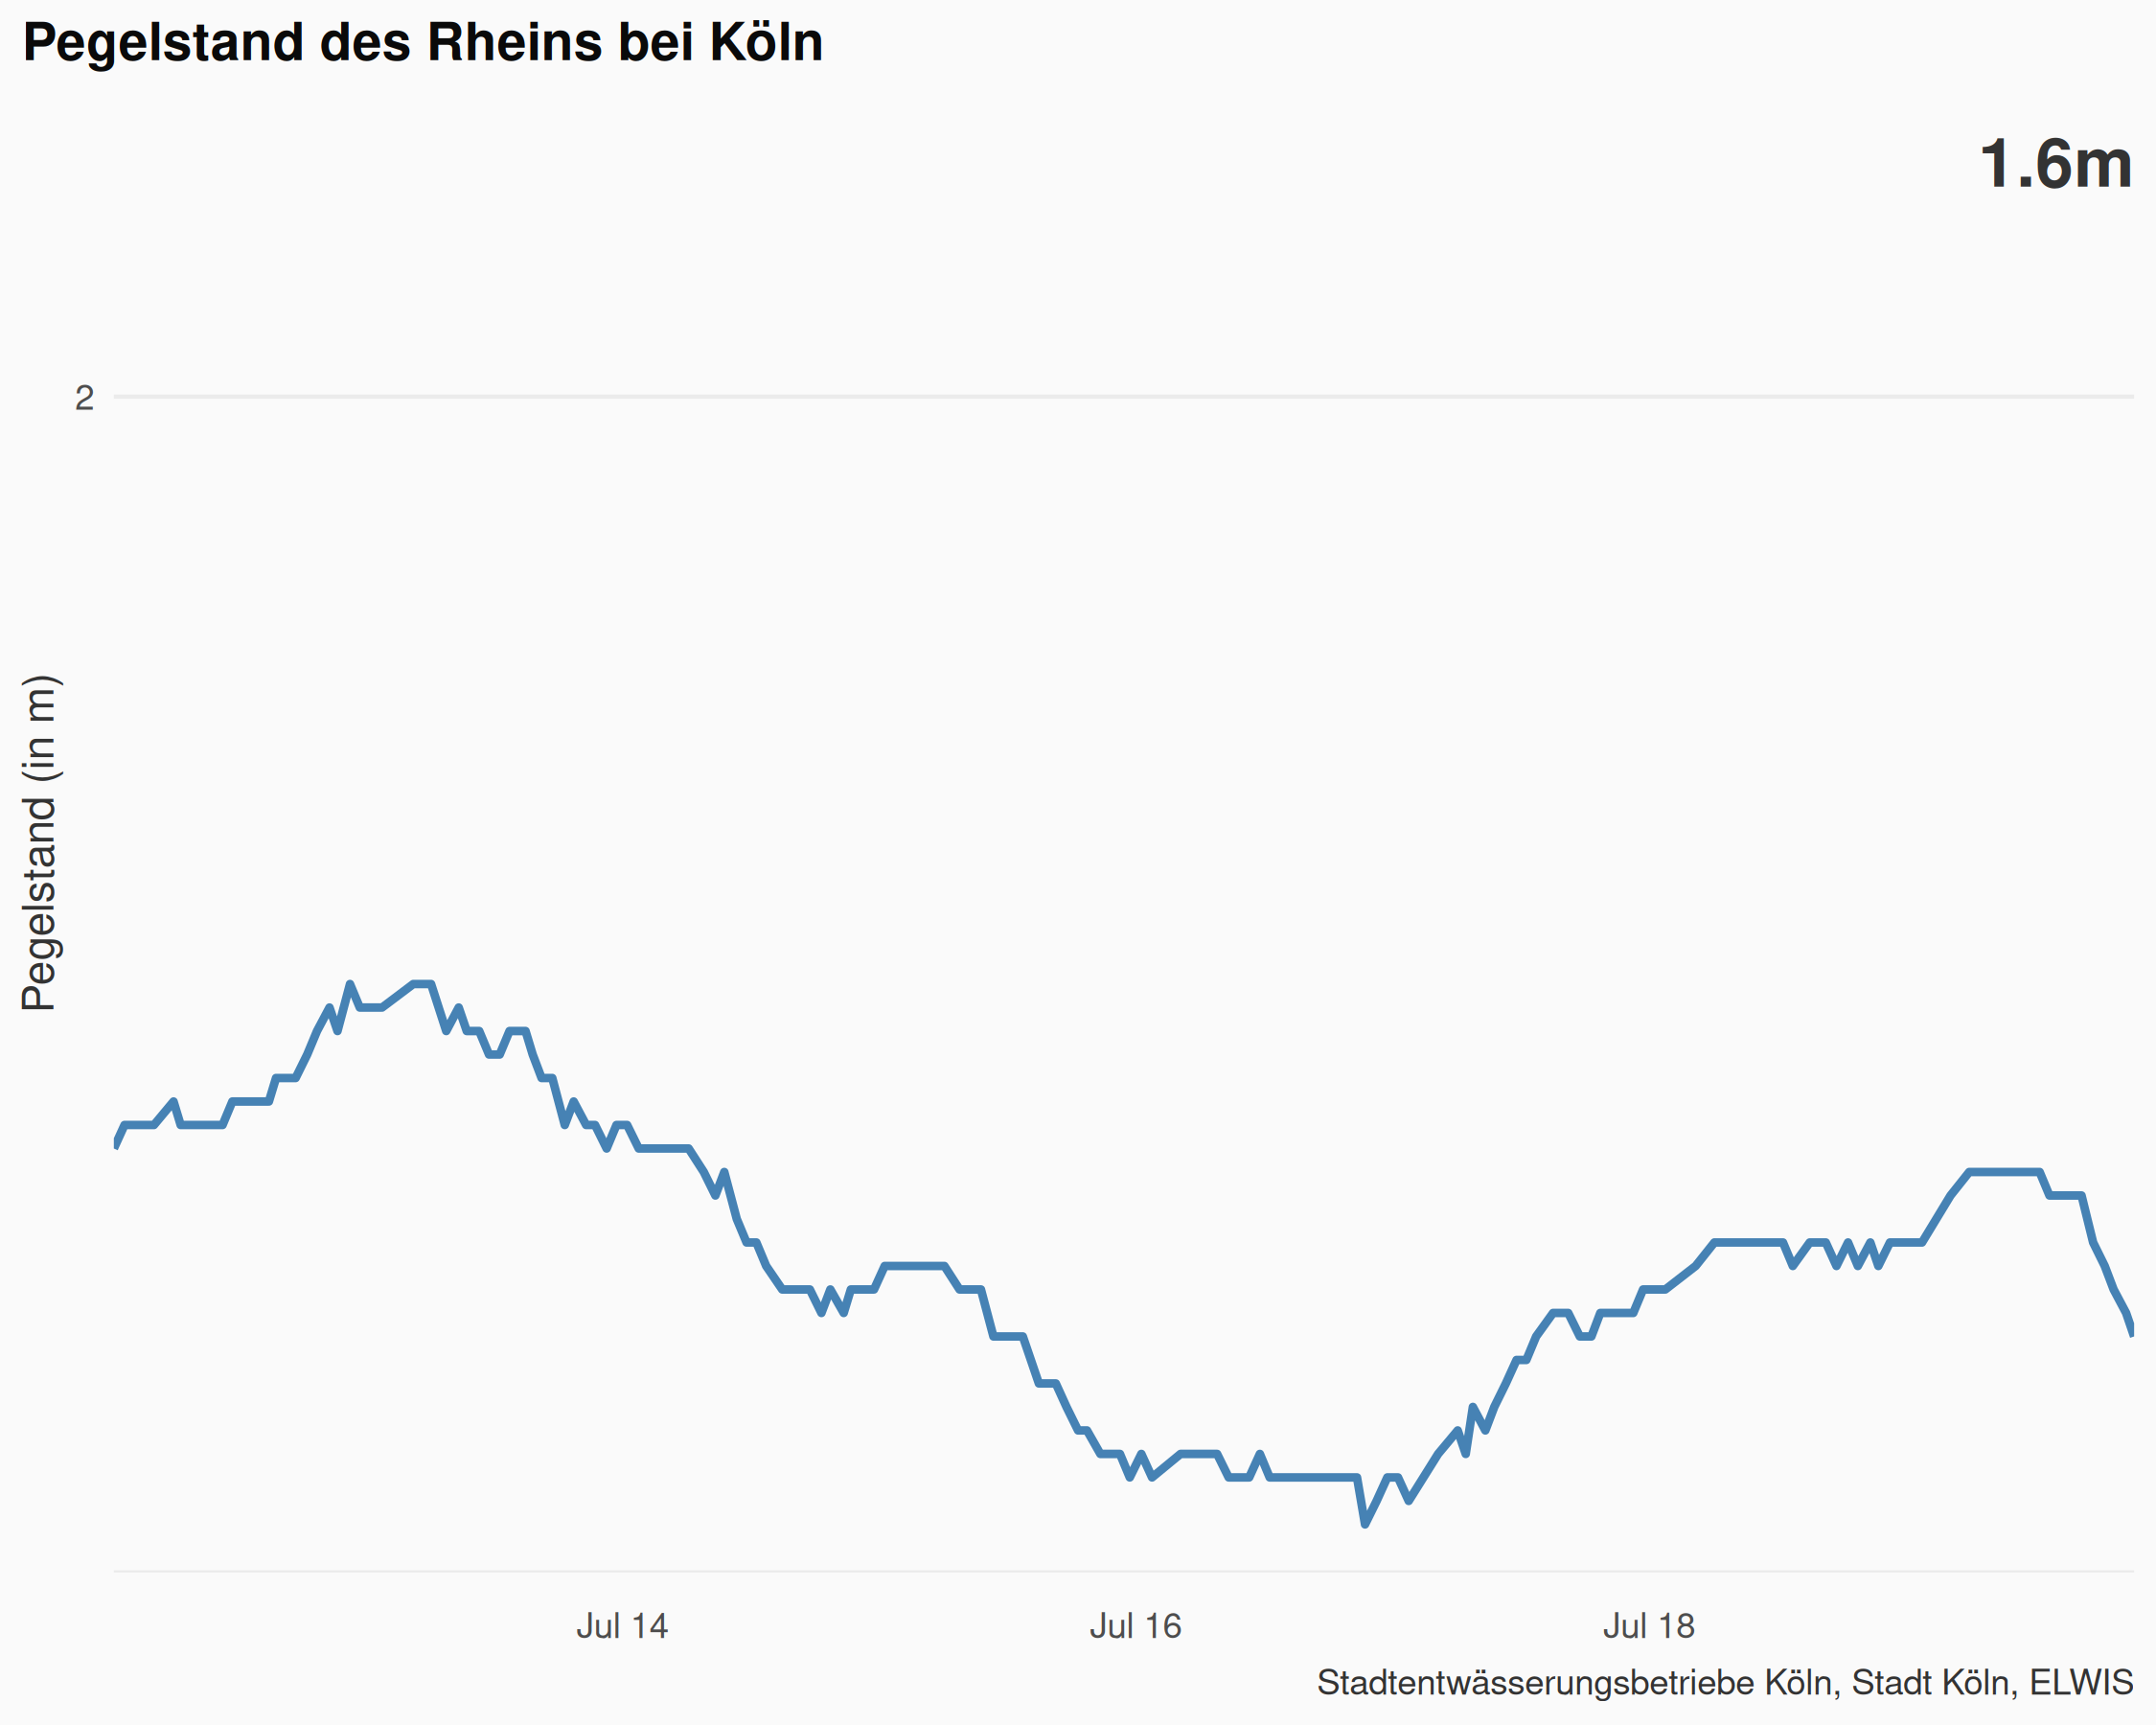 Pegelstand des Rheins bei Köln
1.6m
2
Pegelstand (in m)
Jul 14
Jul 16
Jul 18
Stadtentwässerungsbetriebe Köln, Stadt Köln, ELWIS